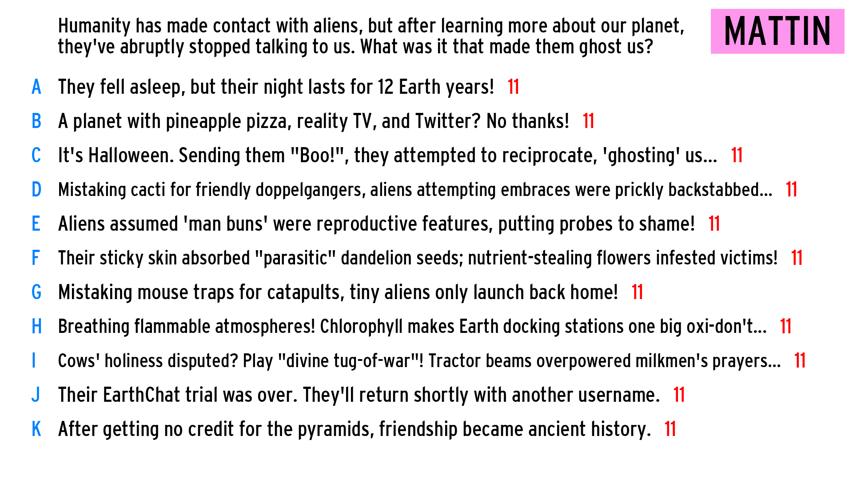 Humanity has made contact with aliens, but after learning more about our planet,
they've abruptly stopped talking to us. What was it that made them ghost us?
MATTIN
A They fell asleep, but their night lasts for 12 Earth years! 11
B A planet with pineapple pizza, reality TV, and Twitter? No thanks! 11
C It's Halloween. Sending them "Boo!", they attempted to reciprocate, 'ghosting' us... 11
D Mistaking cacti for friendly doppelgangers, aliens attempting embraces were prickly backstabbed... 11
E Aliens assumed 'man buns' were reproductive features, putting probes to shame! 11
F Their sticky skin absorbed "parasitic" dandelion seeds; nutrient-stealing flowers infested victims! 11
G Mistaking mouse traps for catapults, tiny aliens only launch back home! 11
H Breathing flammable atmospheres! Chlorophyll makes Earth docking stations one big oxi-don't... 11
I Cows' holiness disputed? Play "divine tug-of-war"! Tractor beams overpowered milkmen's prayers... 11
J Their EarthChat trial was over. They'll return shortly with another username. 11
K After getting no credit for the pyramids, friendship became ancient history. 11